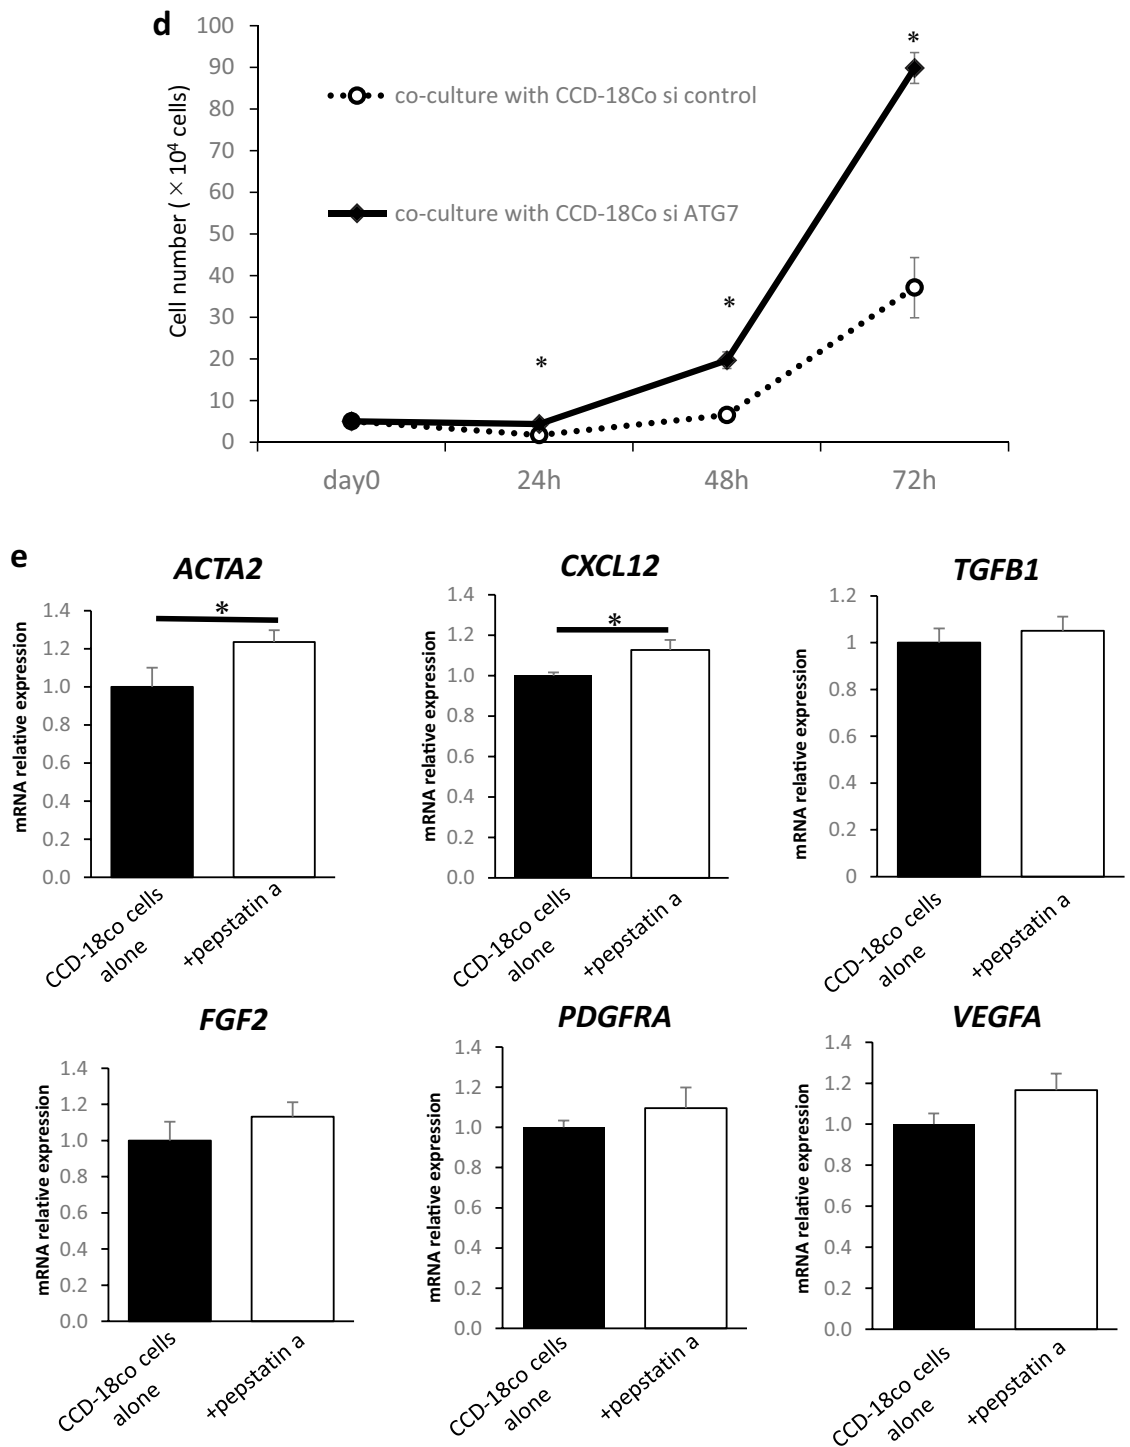 d
100
90
80
70
60
50
40
30
20
10
0
Cell number ( ×10⁴ cells)
co-culture with CCD-18Co si control
co-culture with CCD-18Co si ATG7
*
*
*
day0 24h 48h 72h
e
ACTA2
mRNA relative expression
1.4
1.2
1.0
0.8
0.6
0.4
0.2
0.0
*
CCD-18co cells
alone
+pepstatin a
CXCL12
mRNA relative expression
1.4
1.2
1.0
0.8
0.6
0.4
0.2
0.0
*
CCD-18co cells
alone
+pepstatin a
TGFB1
mRNA relative expression
1.2
1
0.8
0.6
0.4
0.2
0
CCD-18co cells
alone
+pepstatin a
FGF2
mRNA relative expression
1.4
1.2
1.0
0.8
0.6
0.4
0.2
0.0
CCD-18co cells
alone
+pepstatin a
PDGFRA
mRNA relative expression
1.4
1.2
1.0
0.8
0.6
0.4
0.2
0.0
CCD-18co cells
alone
+pepstatin a
VEGFA
mRNA relative expression
1.4
1.2
1.0
0.8
0.6
0.4
0.2
0.0
CCD-18co cells
alone
+pepstatin a